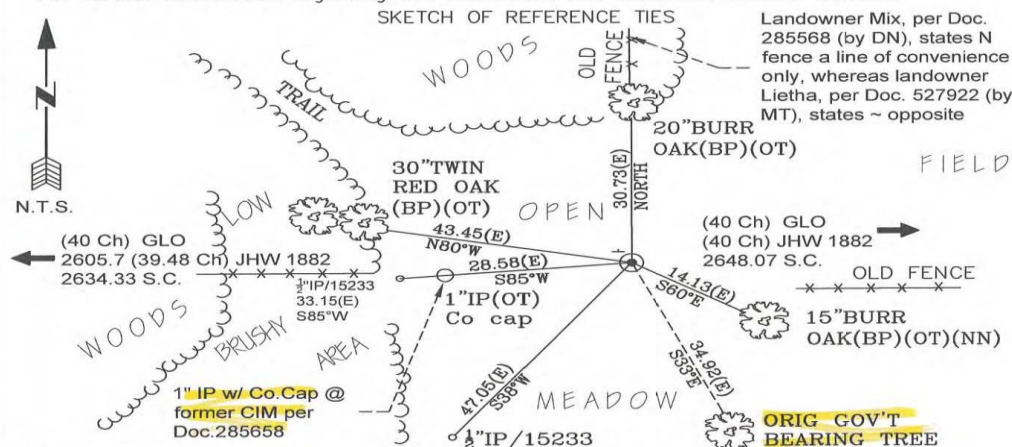 SKETCH OF REFERENCE TIES
Landowner Mix, per Doc.
285568 (by DN), states N
fence a line of convenience
only, whereas landowner
Lietha, per Doc. 527922 (by
MT), states ~ opposite
N
N.T.S.
WOODS
OLD
FENCE
TRAIL
20"BURR
OAK(BP)(OT)
FIELD
30"TWIN
RED OAK
(BP)(OT)
OPEN
30.73(E)
NORTH
LOW
43.45(E)
N80°W
(40 Ch) GLO
2605.7 (39.48 Ch) JHW 1882
2634.33 S.C.
(40 Ch) GLO
(40 Ch) JHW 1882
2648.07 S.C.
28.58(E)
S85°W
½"IP/15233
33.15(E)
S85°W
1"IP(OT)
Co cap
14.13(E)
S60°E
OLD FENCE
15"BURR
OAK(BP)(OT)(NN)
WOODS
BRUSHY
AREA
34.92(E)
S33°E
47.05(E)
S38°W
MEADOW
1" IP w/ Co.Cap @
former CIM per
Doc.285658
½"IP/15233
ORIG GOV'T
BEARING TREE